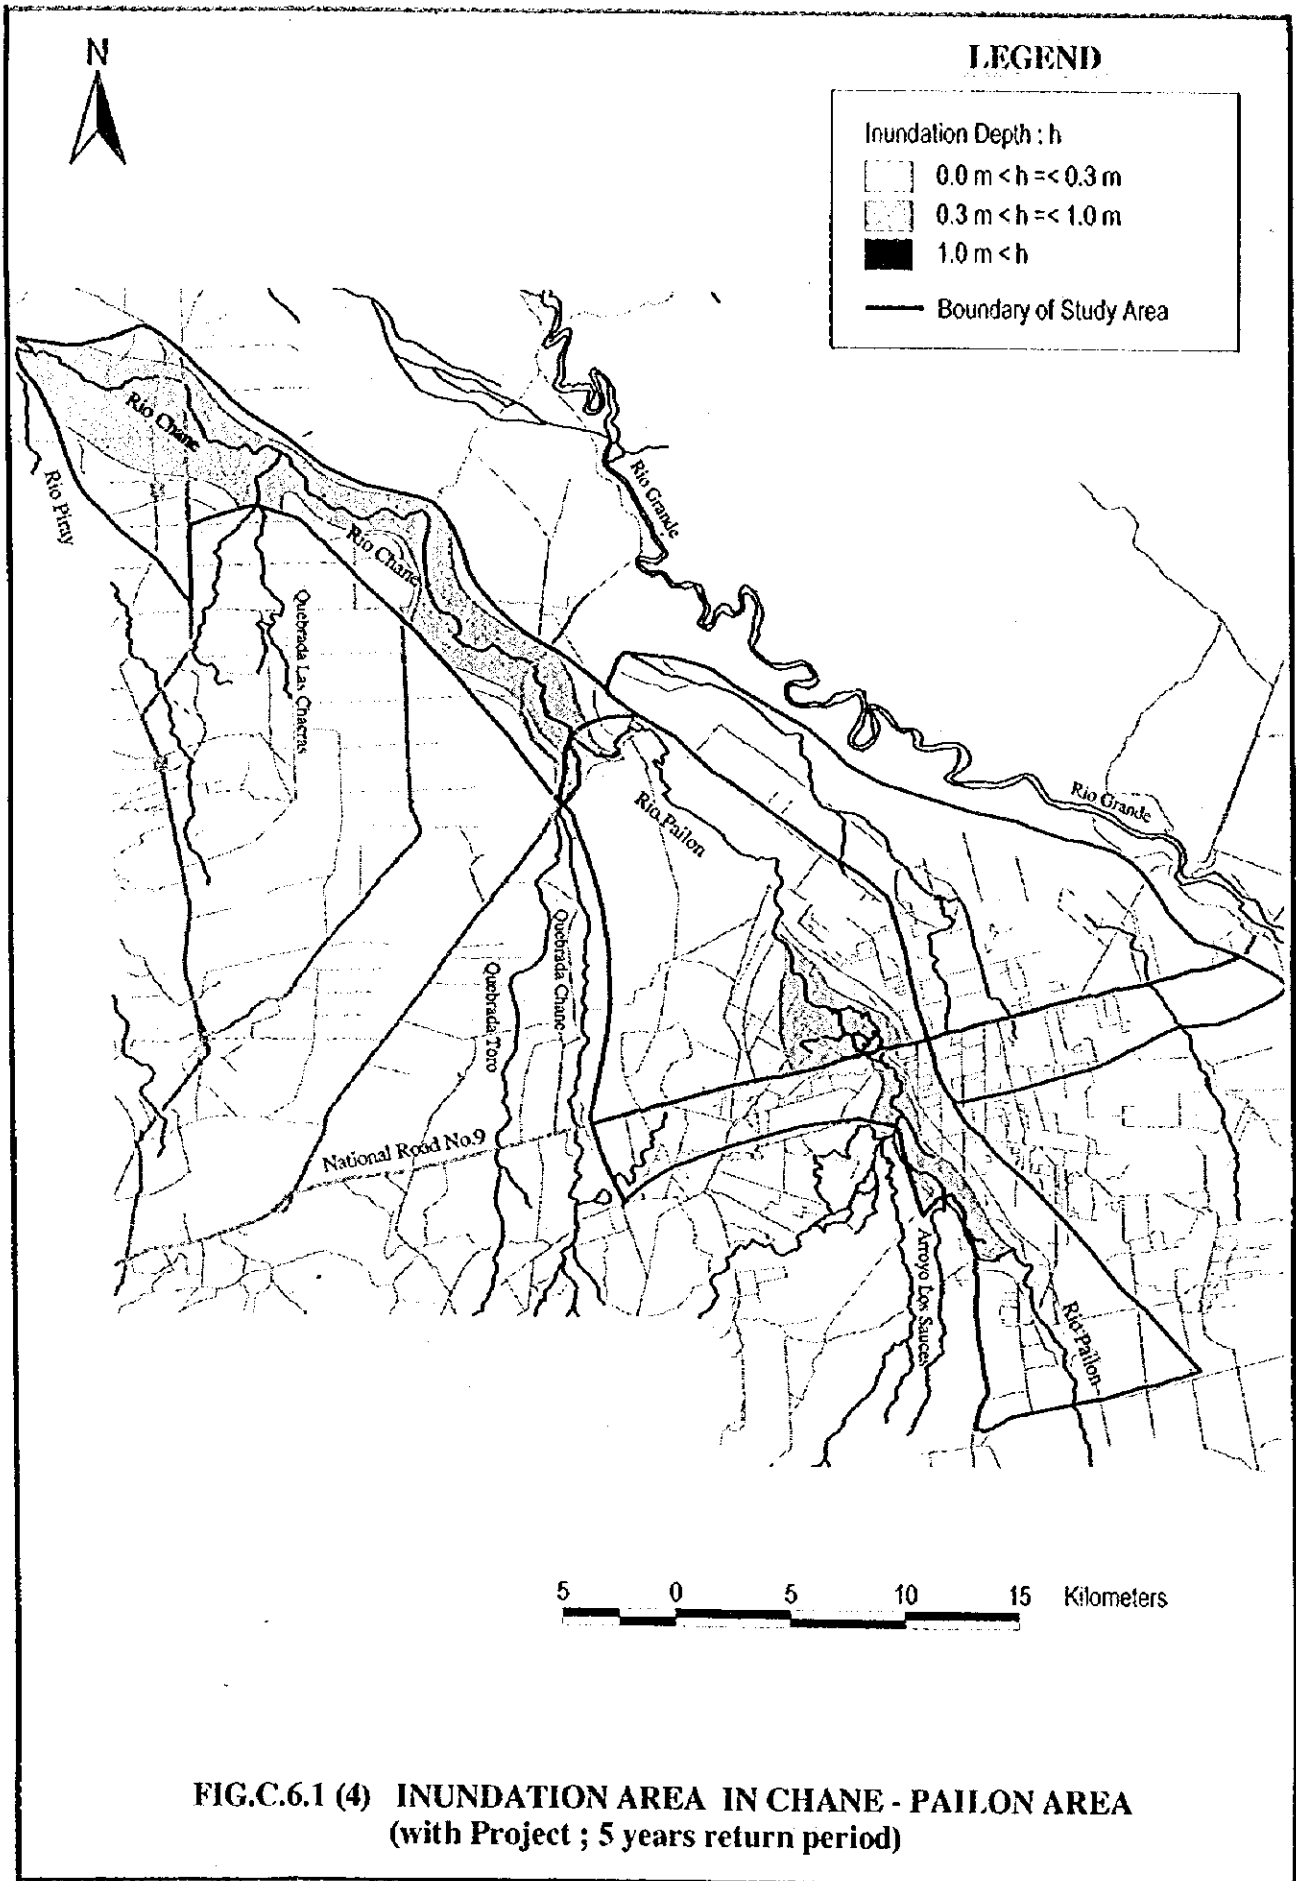 N
LEGEND
Inundation Depth : h
0.0 m < h =< 0.3 m
0.3 m < h =< 1.0 m
1.0 m < h
Boundary of Study Area
Rio Chane
Rio Piray
Rio Grande
Rio Chane
Quebrada Las Chacras
Rio Grande
Rio Pailon
Quebrada Chane
Quebrada Toro
National Road No.9
Arroyo Los Sauces
Rio Pailon
5 0 5 10 15 Kilometers
FIG.C.6.1 (4) INUNDATION AREA IN CHANE - PAILON AREA
(with Project ; 5 years return period)